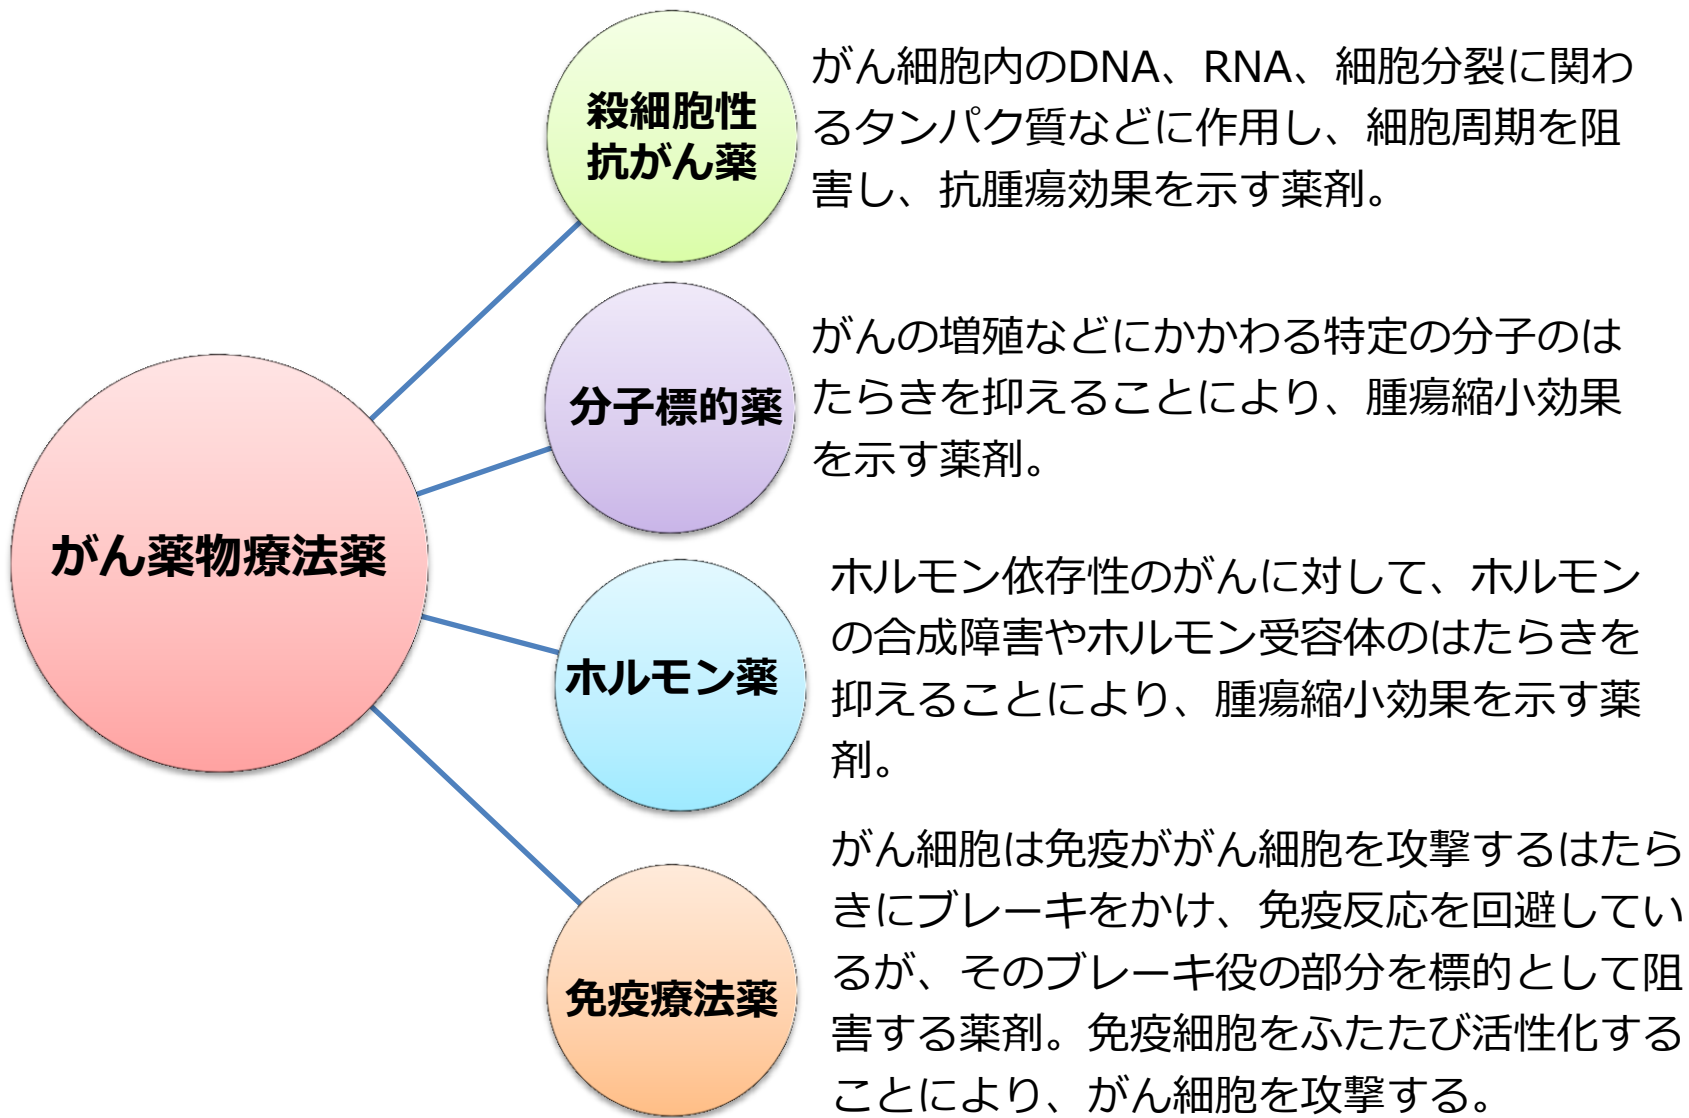 殺細胞性
抗がん薬
がん細胞内のDNA、RNA、細胞分裂に関わ
るタンパク質などに作用し、細胞周期を阻
害し、抗腫瘍効果を示す薬剤。
分子標的薬
がんの増殖などにかかわる特定の分子のは
たらきを抑えることにより、腫瘍縮小効果
を示す薬剤。
がん薬物療法薬
ホルモン薬
ホルモン依存性のがんに対して、ホルモン
の合成障害やホルモン受容体のはたらきを
抑えることにより、腫瘍縮小効果を示す薬
剤。
免疫療法薬
がん細胞は免疫ががん細胞を攻撃するはたら
きにブレーキをかけ、免疫反応を回避してい
るが、そのブレーキ役の部分を標的として阻
害する薬剤。免疫細胞をふたたび活性化する
ことにより、がん細胞を攻撃する。